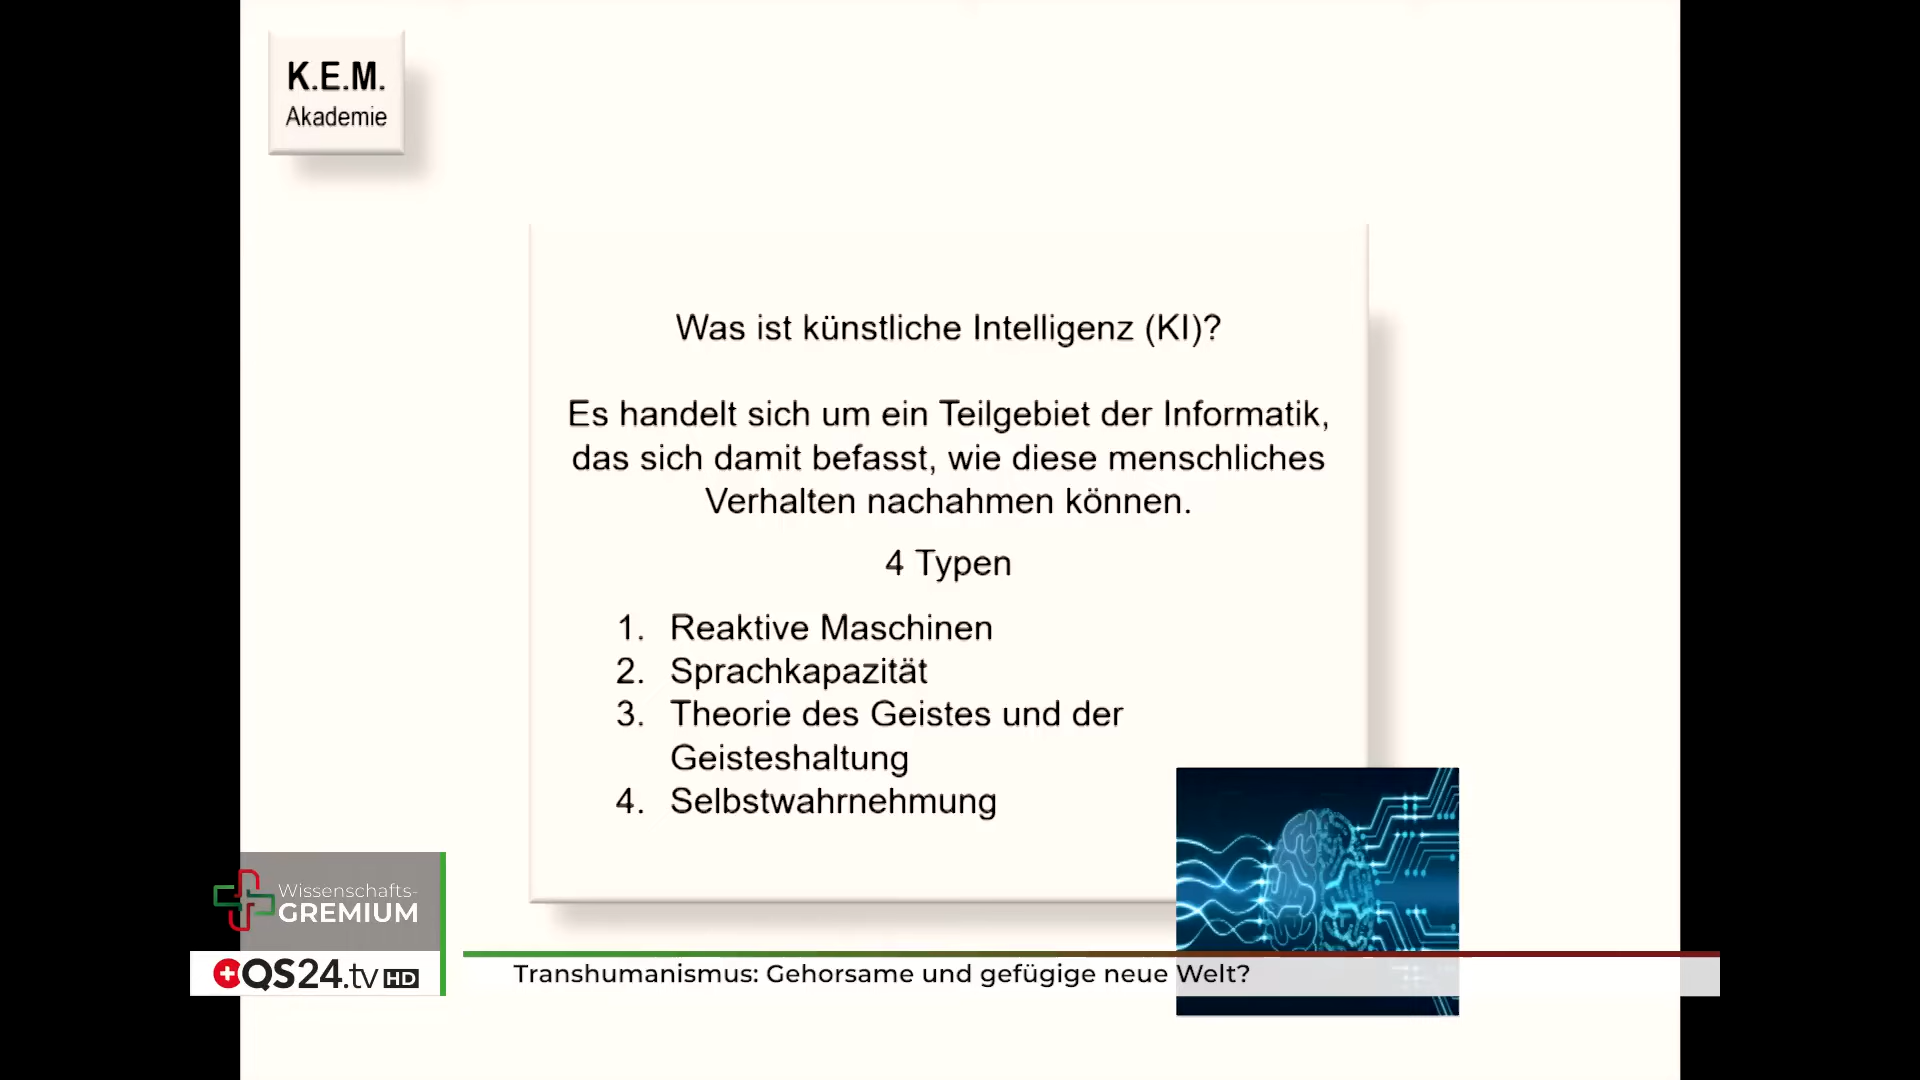 K.E.M.
Akademie
Was ist künstliche Intelligenz (KI)?
Es handelt sich um ein Teilgebiet der Informatik,
das sich damit befasst, wie diese menschliches
Verhalten nachahmen können.
4 Typen
1. Reaktive Maschinen
2. Sprachkapazität
3. Theorie des Geistes und der
Geisteshaltung
4. Selbstwahrnehmung
Wissenschafts-
GREMIUM
QS24.tv HD
Transhumanismus: Gehorsame und gefügige neue Welt?